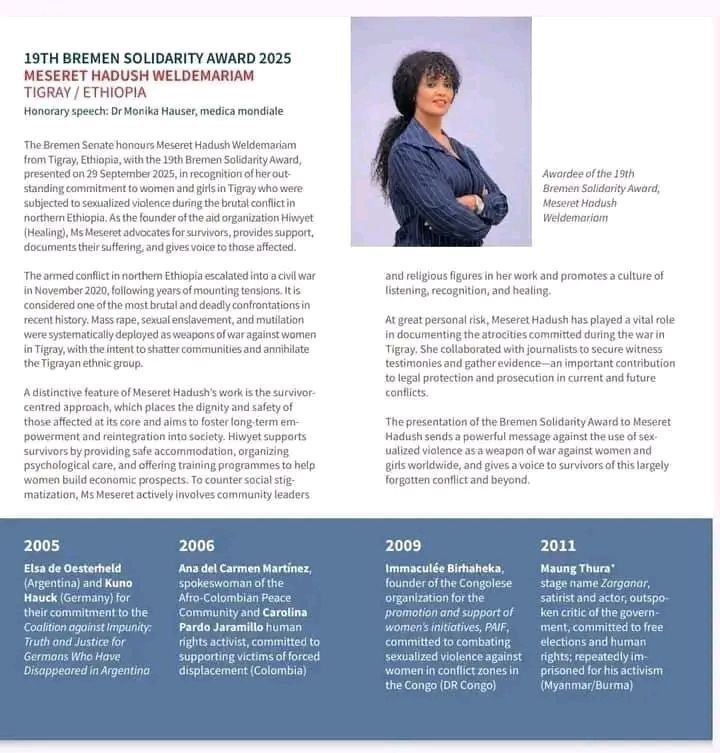 19TH BREMEN SOLIDARITY AWARD 2025
MESERET HADUSH WELDEMARIAM
TIGRAY / ETHIOPIA
Honorary speech: Dr Monika Hauser, medica mondiale
The Bremen Senate honours Meseret Hadush Weldemariam
from Tigray, Ethiopia, with the 19th Bremen Solidarity Award,
presented on 29 September 2025, in recognition of her out-
standing commitment to women and girls in Tigray who were
subjected to sexualized violence during the brutal conflict in
northern Ethiopia. As the founder of the aid organization Hiwyet
(Healing), Ms Meseret advocates for survivors, provides support,
documents their suffering, and gives voice to those affected.
The armed conflict in northern Ethiopia escalated into a civil war
in November 2020, following years of mounting tensions. It is
considered one of the most brutal and deadly confrontations in
recent history. Mass rape, sexual enslavement, and mutilation
were systematically deployed as weapons of war against women
in Tigray, with the intent to shatter communities and annihilate
the Tigrayan ethnic group.
A distinctive feature of Meseret Hadush's work is the survivor-
centred approach, which places the dignity and safety of
those affected at its core and aims to foster long-term em-
powerment and reintegration into society. Hiwyet supports
survivors by providing safe accommodation, organizing
psychological care, and offering training programmes to help
women build economic prospects. To counter social stig-
matization, Ms Meseret actively involves community leaders
Awardee of the 19th
Bremen Solidarity Award,
Meseret Hadush
Weldemariam
and religious figures in her work and promotes a culture of
listening, recognition, and healing.
At great personal risk, Meseret Hadush has played a vital role
in documenting the atrocities committed during the war in
Tigray. She collaborated with journalists to secure witness
testimonies and gather evidence—an important contribution
to legal protection and prosecution in current and future
conflicts.
The presentation of the Bremen Solidarity Award to Meseret
Hadush sends a powerful message against the use of sex-
ualized violence as a weapon of war against women and
girls worldwide, and gives a voice to survivors of this largely
forgotten conflict and beyond.
2005
Elsa de Oesterheld
(Argentina) and Kuno
Hauck (Germany) for
their commitment to the
Coalition against Impunity:
Truth and Justice for
Germans Who Have
Disappeared in Argentina
2006
Ana del Carmen Martínez,
spokeswoman of the
Afro-Colombian Peace
Community and Carolina
Pardo Jaramillo human
rights activist, committed to
supporting victims of forced
displacement (Colombia)
2009
Immaculée Birhaheka,
founder of the Congolese
organization for the
promotion and support of
women's initiatives, PAIF,
committed to combating
sexualized violence against
women in conflict zones in
the Congo (DR Congo)
2011
Maung Thura*
stage name Zarganar,
satirist and actor, outspo-
ken critic of the govern-
ment, committed to free
elections and human
rights; repeatedly im-
prisoned for his activism
(Myanmar/Burma)